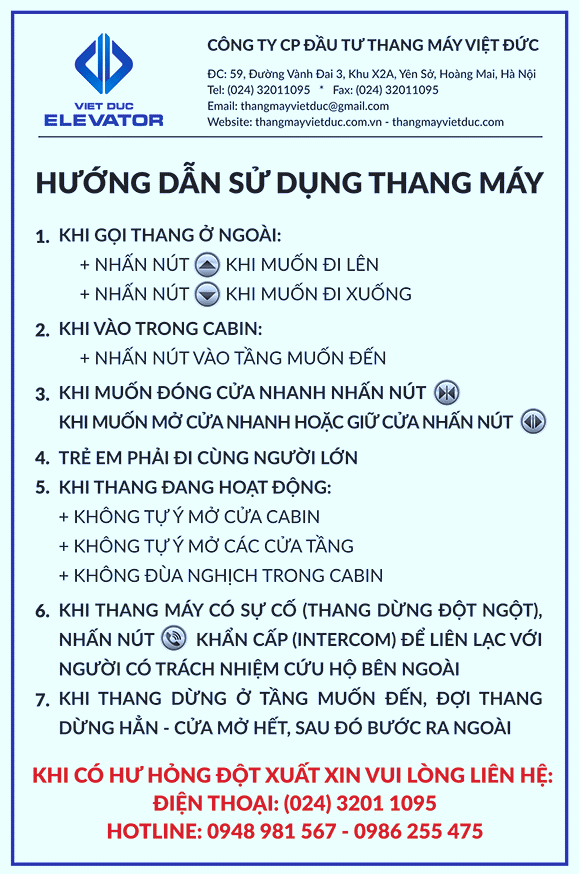 VIET DUC
ELEVATOR
CÔNG TY CP ĐẦU TƯ THANG MÁY VIỆT ĐỨC
ĐC: 59, Đường Vành Đai 3, Khu X2A, Yên Sở, Hoàng Mai, Hà Nội
Tel: (024) 32011095 * Fax: (024) 32011095
Email: thangmayvietduc@gmail.com
Website: thangmayvietduc.com.vn - thangmayvietduc.com
HƯỚNG DẪN SỬ DỤNG THANG MÁY
1. KHI GỌI THANG Ở NGOÀI:
+ NHẤN NÚT KHI MUỐN ĐI LÊN
+ NHẤN NÚT KHI MUỐN ĐI XUỐNG
2. KHI VÀO TRONG CABIN:
+ NHẤN NÚT VÀO TẦNG MUỐN ĐẾN
3. KHI MUỐN ĐÓNG CỬA NHANH NHẤN NÚT
KHI MUỐN MỞ CỬA NHANH HOẶC GIỮ CỬA NHẤN NÚT
4. TRẺ EM PHẢI ĐI CÙNG NGƯỜI LỚN
5. KHI THANG ĐANG HOẠT ĐỘNG:
+ KHÔNG TỰ Ý MỞ CỬA CABIN
+ KHÔNG TỰ Ý MỞ CÁC CỬA TẦNG
+ KHÔNG ĐÙA NGHỊCH TRONG CABIN
6. KHI THANG MÁY CÓ SỰ CỐ (THANG DỪNG ĐỘT NGỘT),
NHẤN NÚT KHẨN CẤP (INTERCOM) ĐỂ LIÊN LẠC VỚI
NGƯỜI CÓ TRÁCH NHIỆM CỨU HỘ BÊN NGOÀI
7. KHI THANG DỪNG Ở TẦNG MUỐN ĐẾN, ĐỢI THANG
DỪNG HẲN - CỬA MỞ HẾT, SAU ĐÓ BƯỚC RA NGOÀI
KHI CÓ HƯ HỎNG ĐỘT XUẤT XIN VUI LÒNG LIÊN HỆ:
ĐIỆN THOẠI: (024) 3201 1095
HOTLINE: 0948 981 567 - 0986 255 475